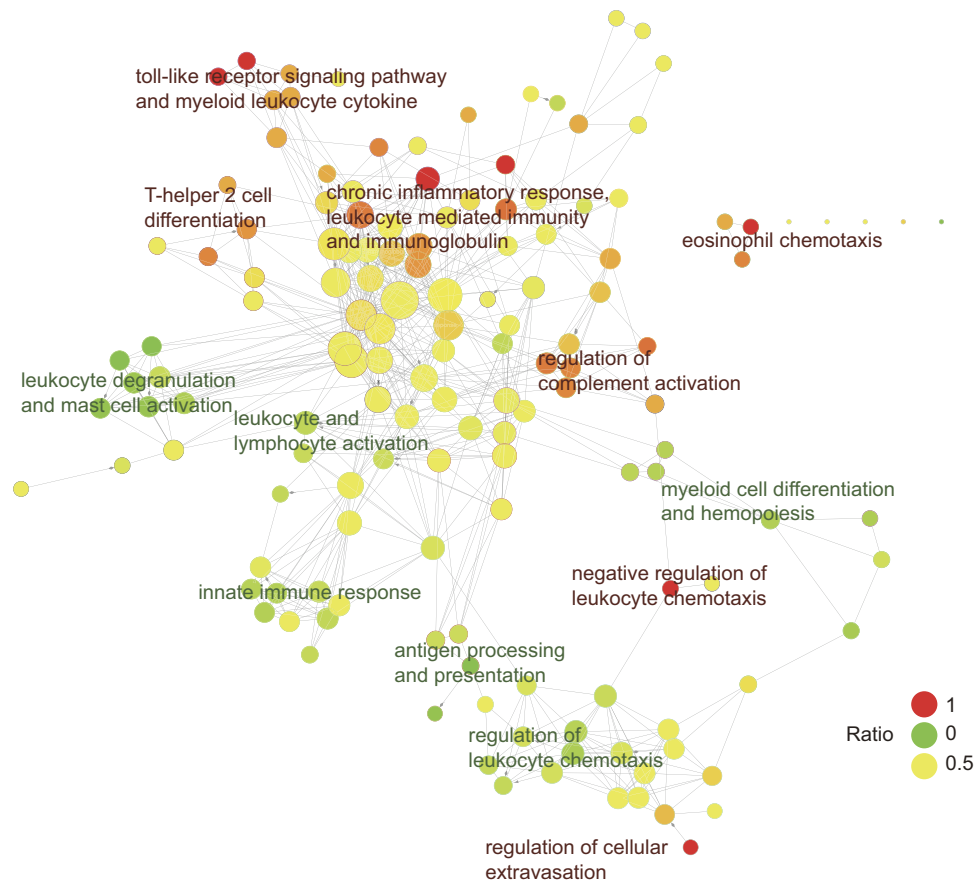 toll-like receptor signaling pathway
and myeloid leukocyte cytokine
T-helper 2 cell
differentiation
chronic inflammatory response,
leukocyte mediated immunity
and immunoglobulin
eosinophil chemotaxis
regulation of
complement activation
leukocyte degranulation
and mast cell activation
leukocyte and
lymphocyte activation
myeloid cell differentiation
and hemopoiesis
negative regulation of
leukocyte chemotaxis
innate immune response
antigen processing
and presentation
regulation of
leukocyte chemotaxis
regulation of cellular
extravasation
Ratio
1
0
0.5